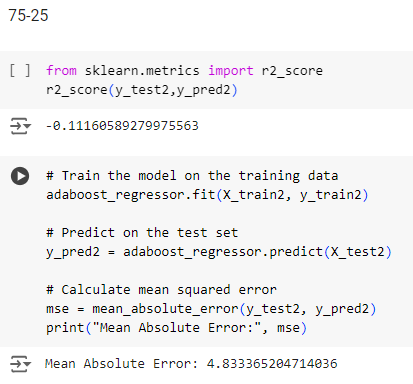 75-25
[ ] from sklearn.metrics import r2_score
r2_score(y_test2,y_pred2)
-0.11160589279975563
# Train the model on the training data
adaboost_regressor.fit(X_train2, y_train2)
# Predict on the test set
y_pred2 = adaboost_regressor.predict(X_test2)
# Calculate mean squared error
mse = mean_absolute_error(y_test2, y_pred2)
print("Mean Absolute Error:", mse)
Mean Absolute Error: 4.833365204714036